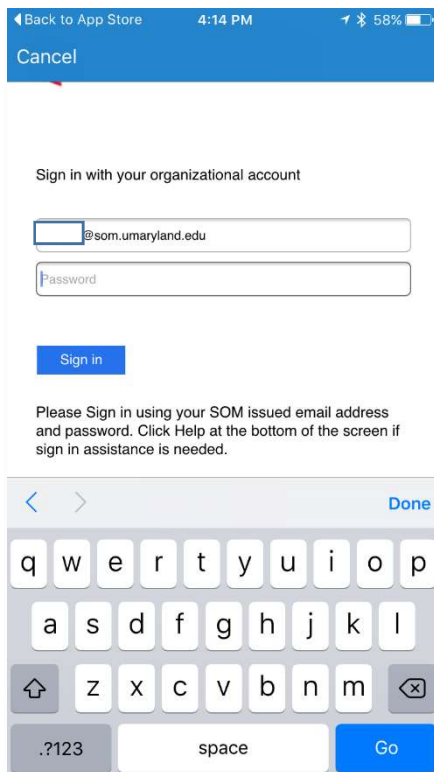 Back to App Store 4:14 PM 58%
Cancel
Sign in with your organizational account
@som.umaryland.edu
Password
Sign in
Please Sign in using your SOM issued email address
and password. Click Help at the bottom of the screen if
sign in assistance is needed.
Done
q w e r t y u i o p
a s d f g h j k l
z x c v b n m
.?123 space Go